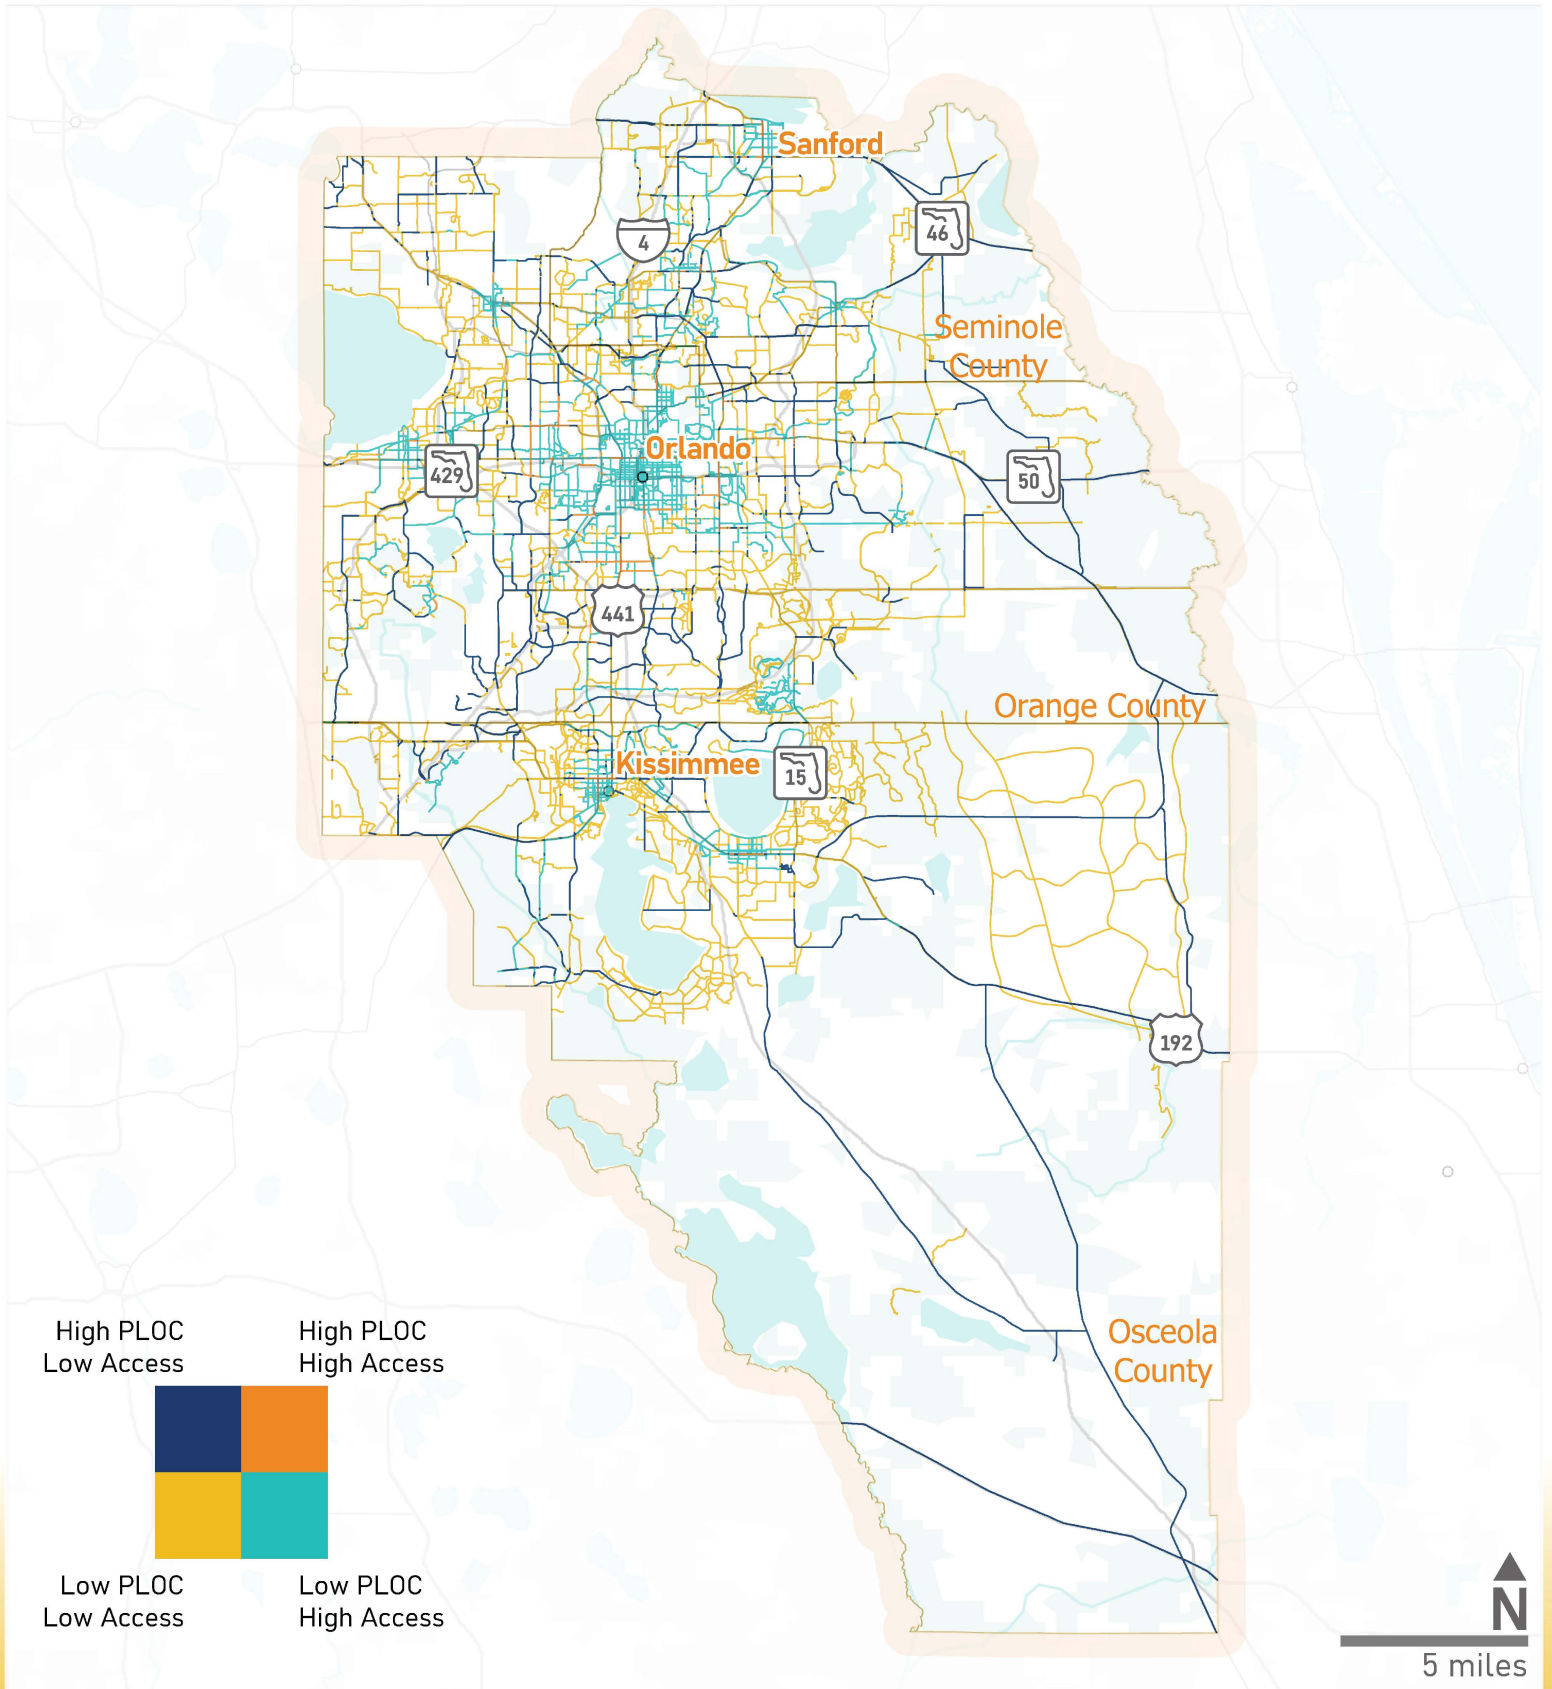 Sanford
4
46
Seminole
County
Orlando
429
50
441
Orange County
Kissimmee
15
192
Osceola
County
High PLOC
Low Access
High PLOC
High Access
Low PLOC
Low Access
Low PLOC
High Access
N
5 miles